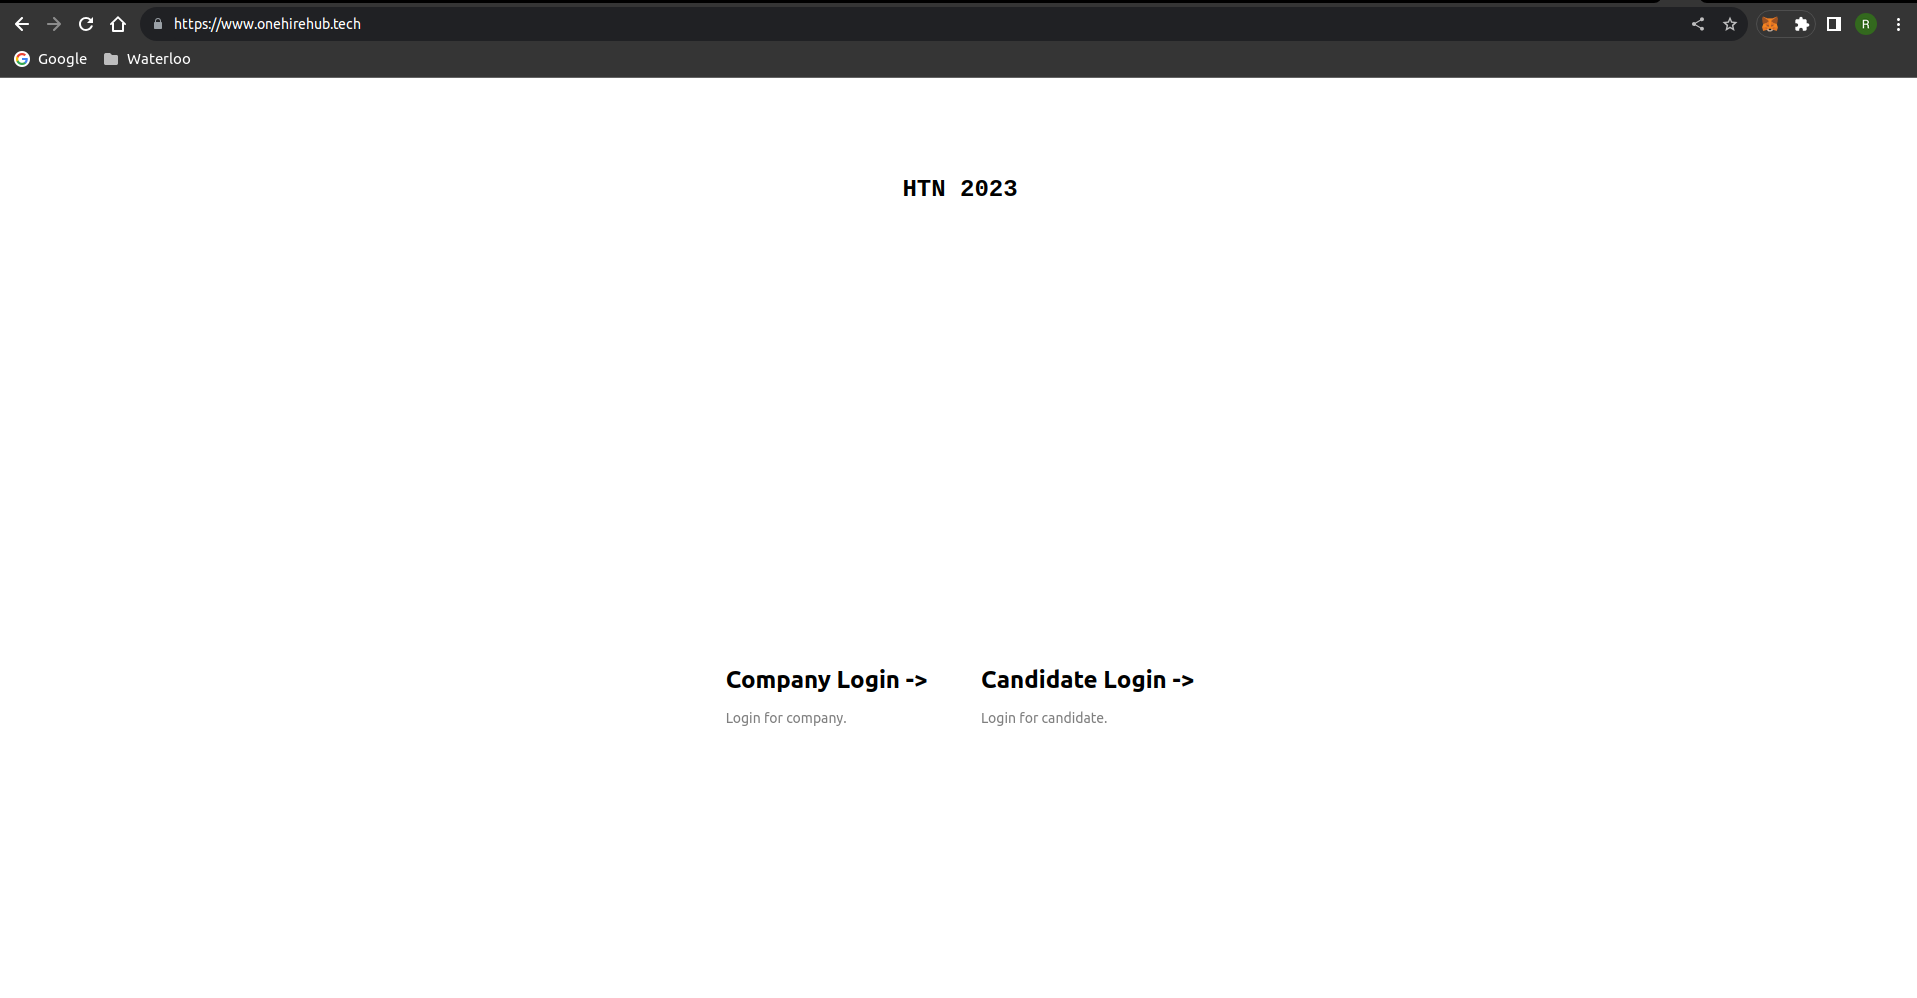 https://www.onehirehub.tech
R
Google Waterloo
HTN 2023
Company Login -> Candidate Login ->
Login for company. Login for candidate.